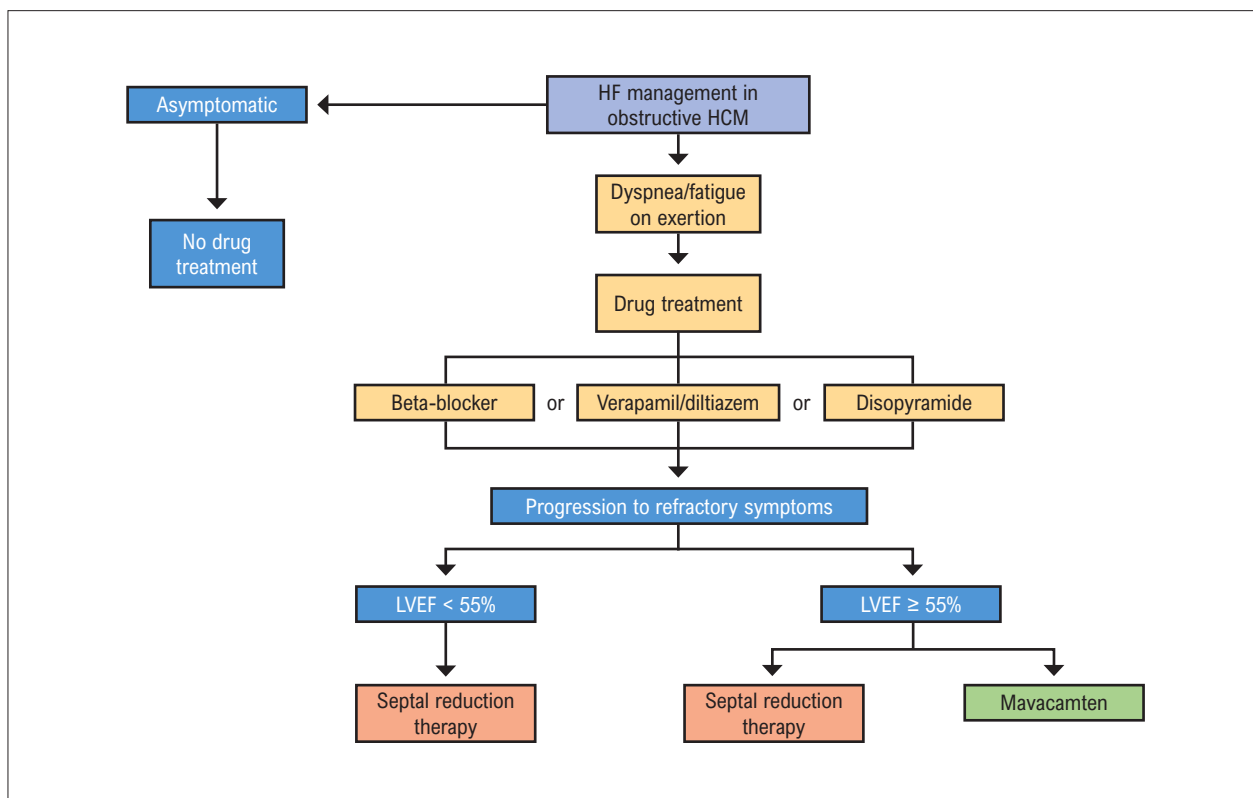 HF management in
obstructive HCM
Asymptomatic
Dyspnea/fatigue
on exertion
No drug
treatment
Drug treatment
Beta-blocker or Verapamil/diltiazem or Disopyramide
Progression to refractory symptoms
LVEF < 55% LVEF ≥ 55%
Septal reduction
therapy
Septal reduction
therapy
Mavacamten